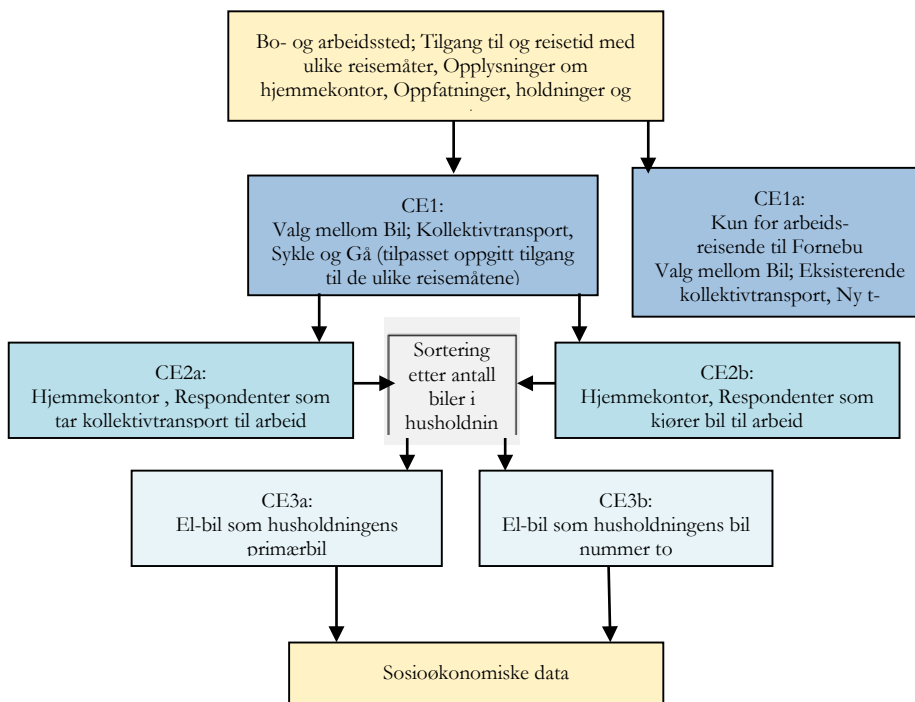 Bo- og arbeidssted; Tilgang til og reisetid med
ulike reisemåter, Opplysninger om
hjemmekontor, Oppfatninger, holdninger og
CE1:
Valg mellom Bil; Kollektivtransport,
Sykle og Gå (tilpasset oppgitt tilgang
til de ulike reisemåtene)
CE1a:
Kun for arbeids-
reisende til Fornebu
Valg mellom Bil; Eksisterende
kollektivtransport, Ny t-
CE2a:
Hjemmekontor , Respondenter som
tar kollektivtransport til arbeid
Sortering
etter antall
biler i
husholdnin
CE2b:
Hjemmekontor, Respondenter som
kjører bil til arbeid
CE3a:
El-bil som husholdningens
primærbil
CE3b:
El-bil som husholdningens bil
nummer to
Sosioøkonomiske data